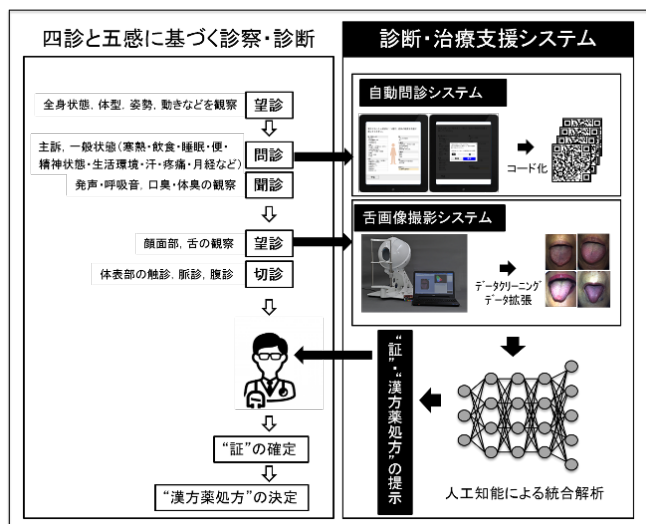 四診と五感に基づく診察・診断
全身状態, 体型, 姿勢, 動きなどを観察
望診
主訴, 一般状態(寒熱・飲食・睡眠・便・
精神状態・生活環境・汗・疼痛・月経など)
問診
発声・呼吸音, 口臭・体臭の観察
聞診
顔面部, 舌の観察
望診
体表部の触診, 脈診, 腹診
切診
“証”の確定
“漢方薬処方”の決定
診断・治療支援システム
自動問診システム
コード化
舌画像撮影システム
データクリーニング
データ拡張
“証”・“漢方薬処方”の提示
人工知能による統合解析